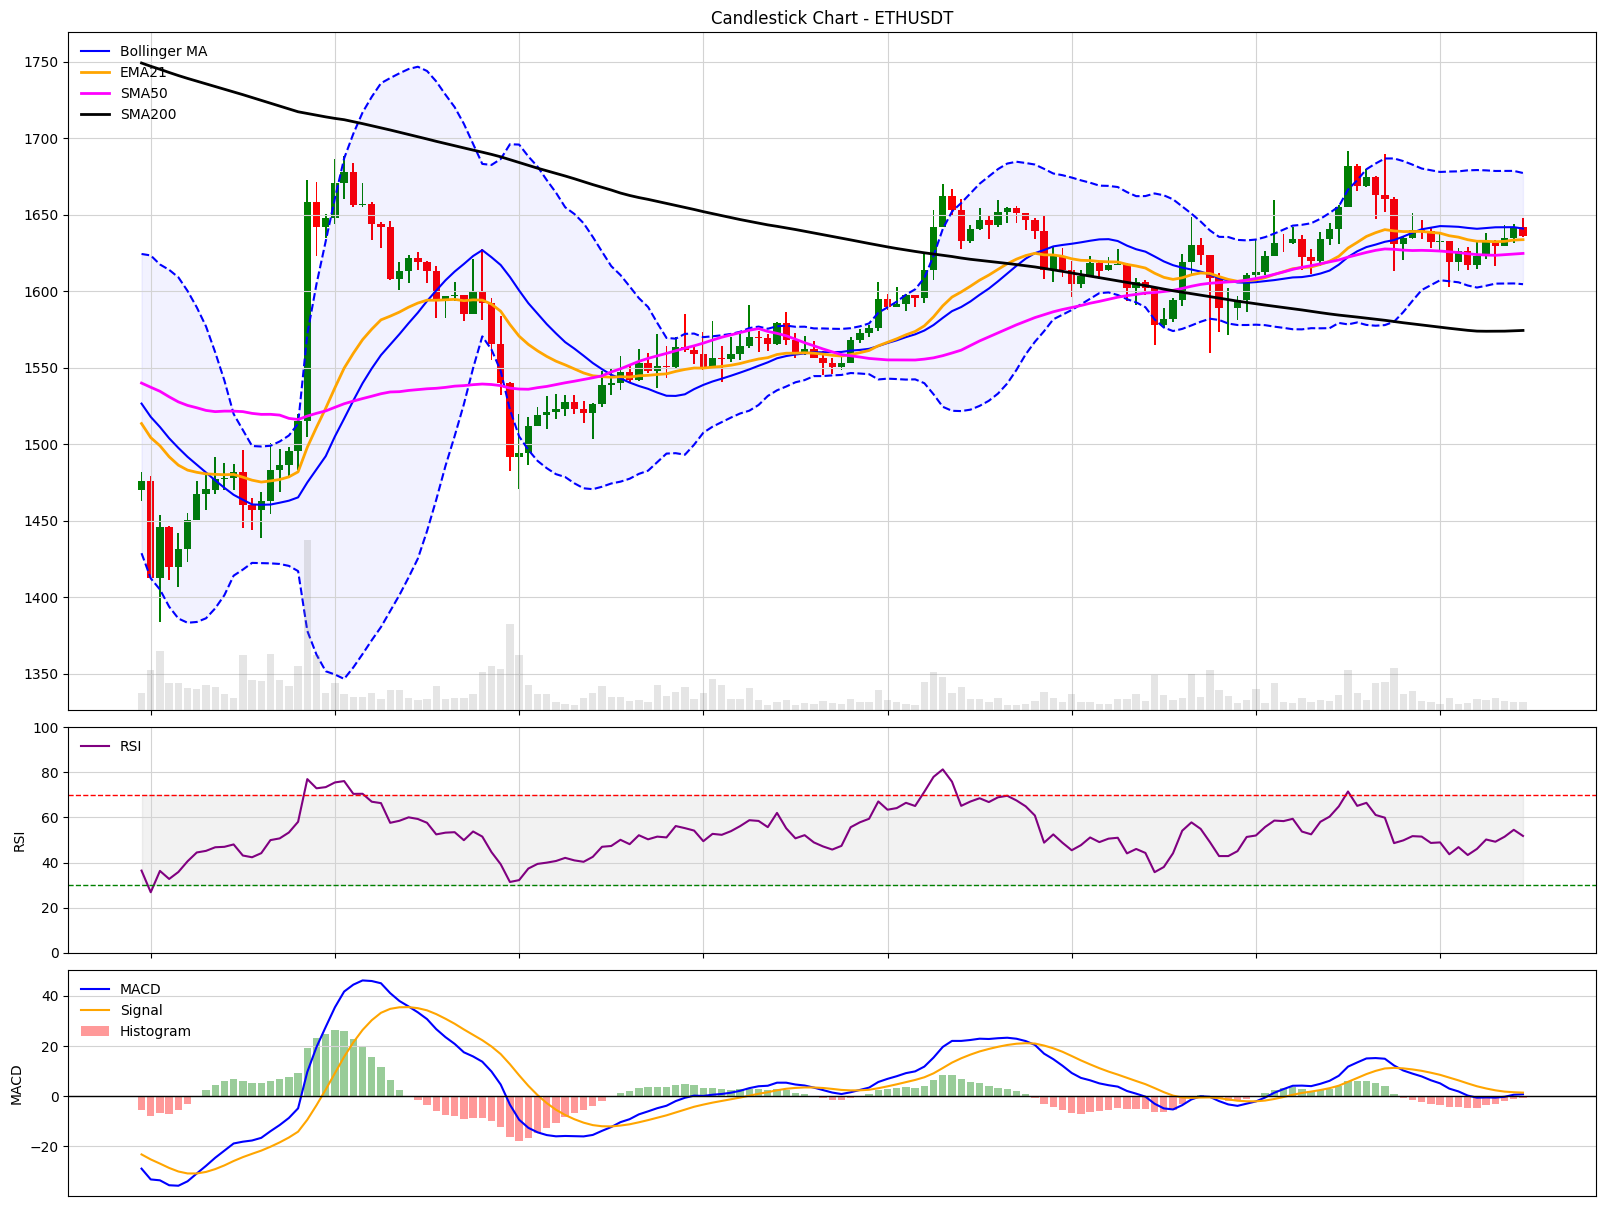 Candlestick Chart - ETHUSDT
Bollinger MA
EMA21
SMA50
SMA200
1750
1700
1650
1600
1550
1500
1450
1400
1350
RSI
100
80
60
40
20
0
RSI
MACD
Signal
Histogram
40
20
0
−20
MACD